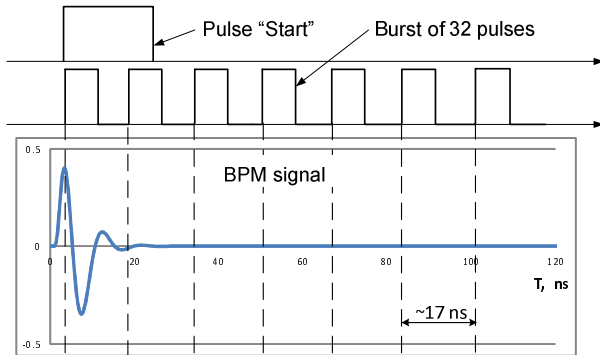 Pulse “Start”
Burst of 32 pulses
0.5
BPM signal
0
0 20 40 60 80 100 120
T, ns
~17 ns
-0.5